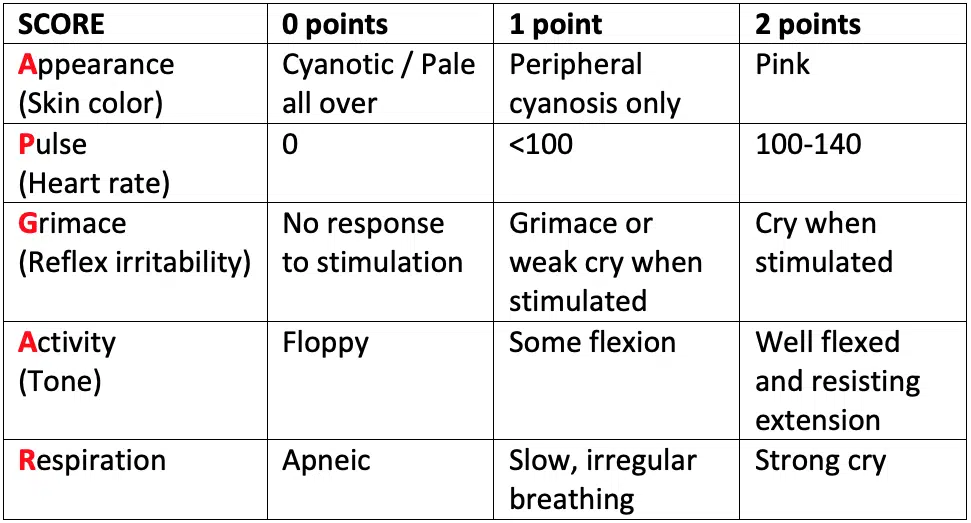 SCORE 0 points 1 point 2 points
Appearance Cyanotic / Pale Peripheral Pink
(Skin color) all over cyanosis only
Pulse 0 <100 100-140
(Heart rate)
Grimace No response Grimace or Cry when
(Reflex irritability) to stimulation weak cry when stimulated
stimulated
Activity Floppy Some flexion Well flexed
(Tone) and resisting
extension
Respiration Apneic Slow, irregular Strong cry
breathing